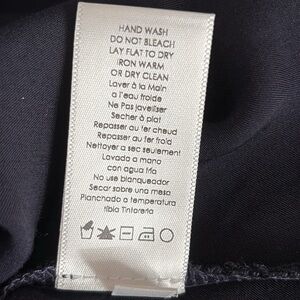 HAND WASH
DO NOT BLEACH
LAY FLAT TO DRY
IRON WARM
OR DRY CLEAN
Laver à la Main
a l'eau froide
Ne Pas javelliser
Secher à plat
Repasser au fer chaud
Repasser au fer froid
Nettoyer a sec seulement
Lavado a mano
con agua fria
No use blanqueador
Secar sobre una mesa
Planchado a temperatura
tibia Tintoreria